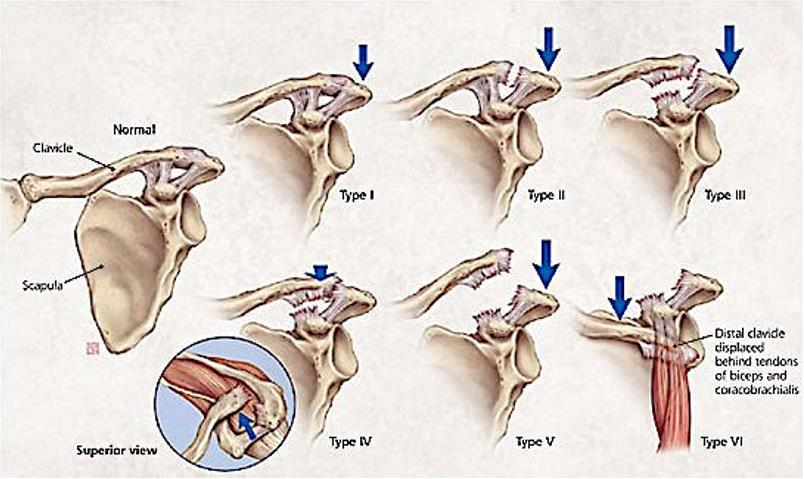 Normal
Clavicle
Scapula
Type I
Type II
Type III
Superior view
Type IV
Type V
Distal clavicle
displaced
behind tendons
of biceps and
coracobrachialis
Type VI